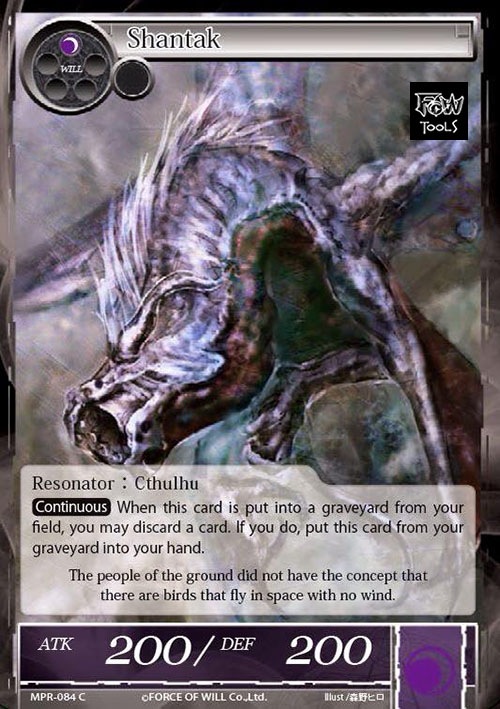 Shantak
WILL
FOW
TOOLS
Resonator : Cthulhu
Continuous When this card is put into a graveyard from your
field, you may discard a card. If you do, put this card from your
graveyard into your hand.
The people of the ground did not have the concept that
there are birds that fly in space with no wind.
ATK 200 / DEF 200
MPR-084 C ©FORCE OF WILL Co.,Ltd. Illust /森野ヒロ